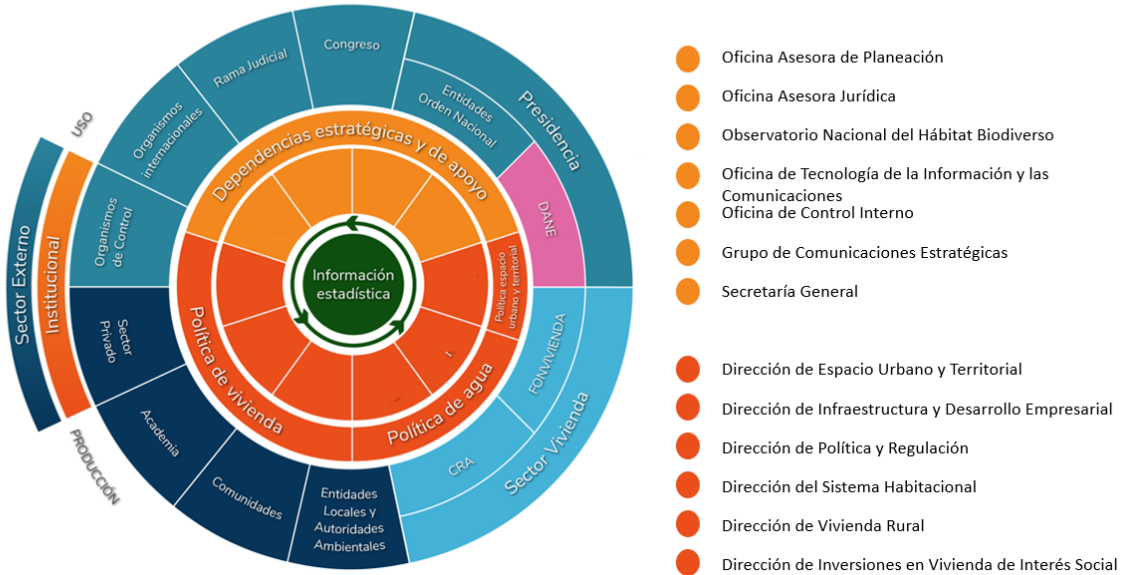 Congreso
Rama Judicial
Organismos
internacionales
Organismos
de Control
Entidades
Orden Nacional
Presidencia
DANE
USO
Sector Externo
Institucional
PRODUCCIÓN
Dependencias estratégicas y de apoyo
Política espacio
urbano y territorial
Información
estadística
Política de vivienda
Política de agua
Sector
Privado
Academia
Comunidades
Entidades
Locales y
Autoridades
Ambientales
CRA
FONVIVIENDA
Sector Vivienda
Oficina Asesora de Planeación
Oficina Asesora Jurídica
Observatorio Nacional del Hábitat Biodiverso
Oficina de Tecnología de la Información y las
Comunicaciones
Oficina de Control Interno
Grupo de Comunicaciones Estratégicas
Secretaría General
Dirección de Espacio Urbano y Territorial
Dirección de Infraestructura y Desarrollo Empresarial
Dirección de Política y Regulación
Dirección del Sistema Habitacional
Dirección de Vivienda Rural
Dirección de Inversiones en Vivienda de Interés Social